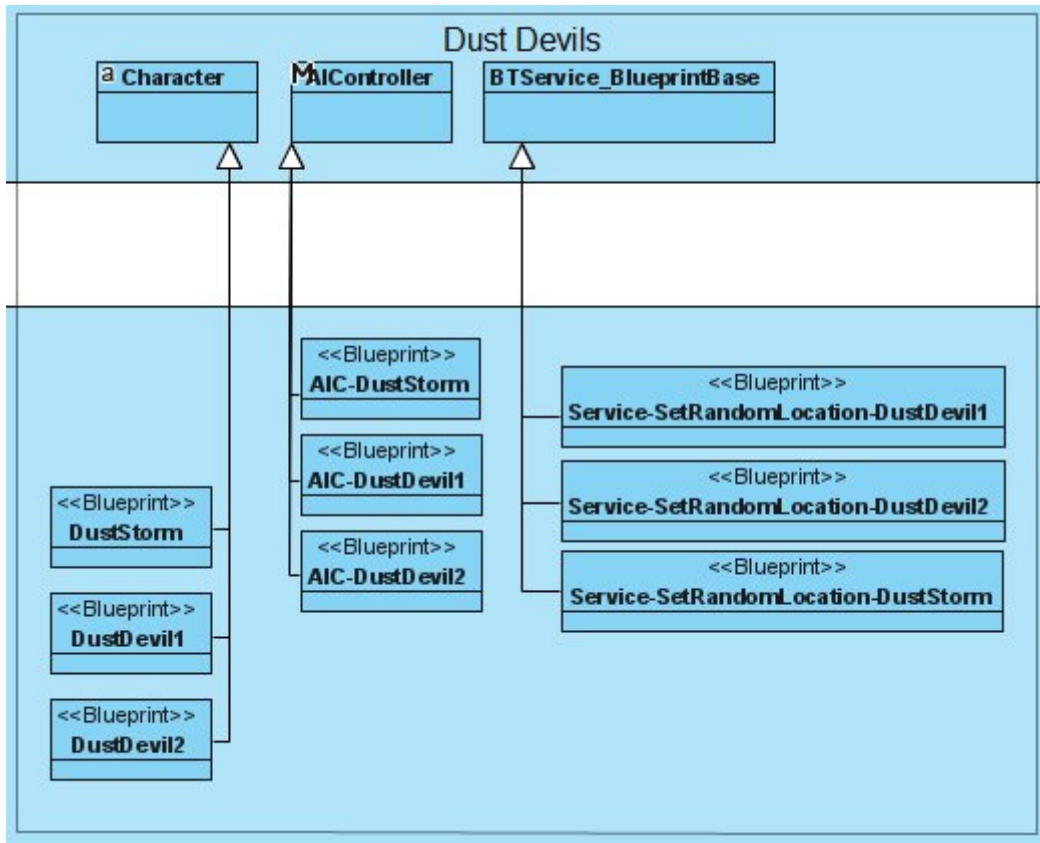 Dust Devils
a Character
M AIController
BTService_BlueprintBase
<<Blueprint>>
AIC-DustStorm
<<Blueprint>>
AIC-DustDevil1
<<Blueprint>>
AIC-DustDevil2
<<Blueprint>>
Service-SetRandomLocation-DustDevil1
<<Blueprint>>
Service-SetRandomLocation-DustDevil2
<<Blueprint>>
Service-SetRandomLocation-DustStorm
<<Blueprint>>
DustStorm
<<Blueprint>>
DustDevil1
<<Blueprint>>
DustDevil2